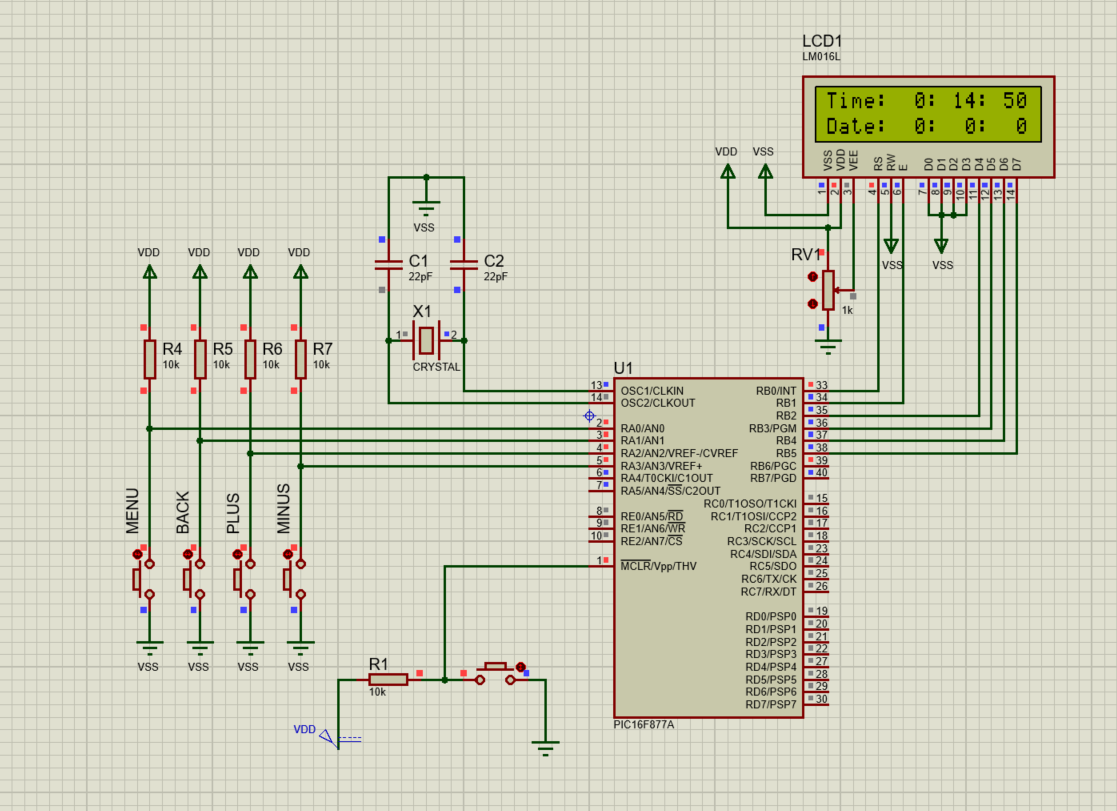 LCD1
LM016L
Time: 0: 14: 50
Date: 0: 0: 0
VSS
VDD
VEE
RS
RW
E
D0
D1
D2
D3
D4
D5
D6
D7
1
2
3
4
5
6
7
8
9
10
11
12
13
14
VDD
VSS
VSS
VSS
RV1
1k
VSS
C1
22pF
C2
22pF
X1
1
2
CRYSTAL
VDD
VDD
VDD
VDD
R4
10k
R5
10k
R6
10k
R7
10k
MENU
BACK
PLUS
MINUS
VSS
VSS
VSS
VSS
R1
10k
VDD
U1
13 OSC1/CLKIN
14 OSC2/CLKOUT
2 RA0/AN0
3 RA1/AN1
4 RA2/AN2/VREF-/CVREF
5 RA3/AN3/VREF+
6 RA4/T0CKI/C1OUT
7 RA5/AN4/SS/C2OUT
8 RE0/AN5/RD
9 RE1/AN6/WR
10 RE2/AN7/CS
1 MCLR/Vpp/THV
RB0/INT 33
RB1 34
RB2 35
RB3/PGM 36
RB4 37
RB5 38
RB6/PGC 39
RB7/PGD 40
RC0/T1OSO/T1CKI 15
RC1/T1OSI/CCP2 16
RC2/CCP1 17
RC3/SCK/SCL 18
RC4/SDI/SDA 23
RC5/SDO 24
RC6/TX/CK 25
RC7/RX/DT 26
RD0/PSP0 19
RD1/PSP1 20
RD2/PSP2 21
RD3/PSP3 22
RD4/PSP4 27
RD5/PSP5 28
RD6/PSP6 29
RD7/PSP7 30
PIC16F877A